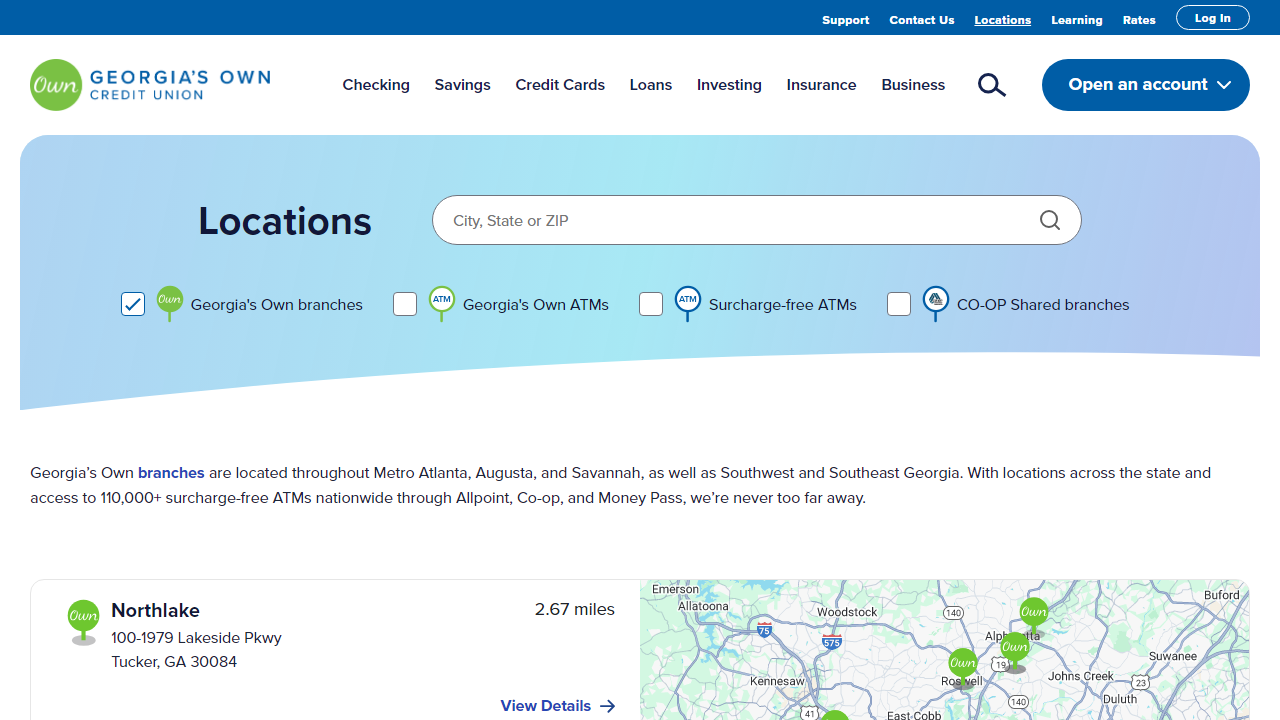 Support Contact Us Locations Learning Rates Log In
Own GEORGIA'S OWN
CREDIT UNION
Checking Savings Credit Cards Loans Investing Insurance Business Open an account
Locations
City, State or ZIP
Own Georgia's Own branches ATM Georgia's Own ATMs ATM Surcharge-free ATMs CO-OP Shared branches
Georgia’s Own branches are located throughout Metro Atlanta, Augusta, and Savannah, as well as Southwest and Southeast Georgia. With locations across the state and
access to 110,000+ surcharge-free ATMs nationwide through Allpoint, Co-op, and Money Pass, we’re never too far away.
Own Northlake 2.67 miles
100-1979 Lakeside Pkwy
Tucker, GA 30084
View Details
Emerson
Buford
Allatoona
Woodstock
140
Own
75
575
Own
Own
19
Suwanee
Kennesaw
Johns Creek
23
Duluth
140
41
East Cobb